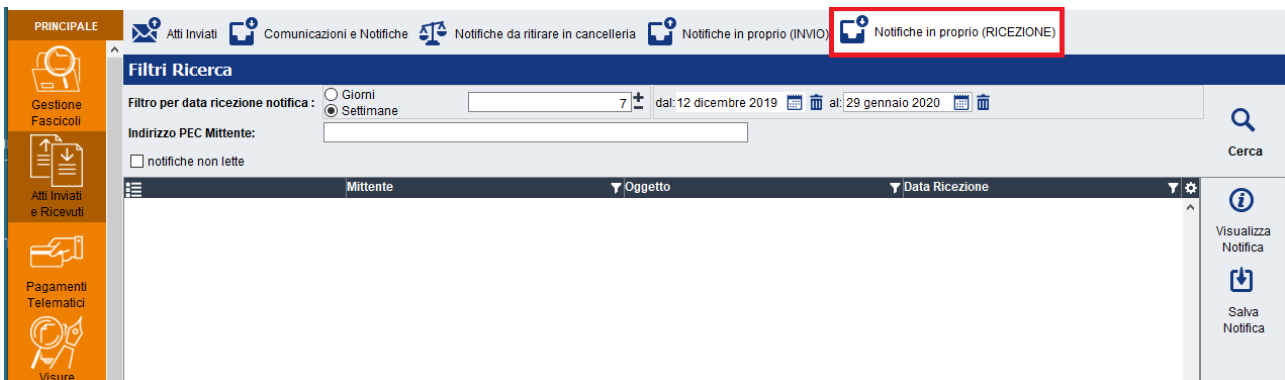 PRINCIPALE
Atti Inviati
Comunicazioni e Notifiche
Notifiche da ritirare in cancelleria
Notifiche in proprio (INVIO)
Notifiche in proprio (RICEZIONE)
Gestione
Fascicoli
Atti Inviati
e Ricevuti
Pagamenti
Telematici
Visure
Filtri Ricerca
Filtro per data ricezione notifica :
Giorni
Settimane
7
dal: 12 dicembre 2019
al: 29 gennaio 2020
Indirizzo PEC Mittente:
notifiche non lette
Mittente
Oggetto
Data Ricezione
Cerca
Visualizza
Notifica
Salva
Notifica